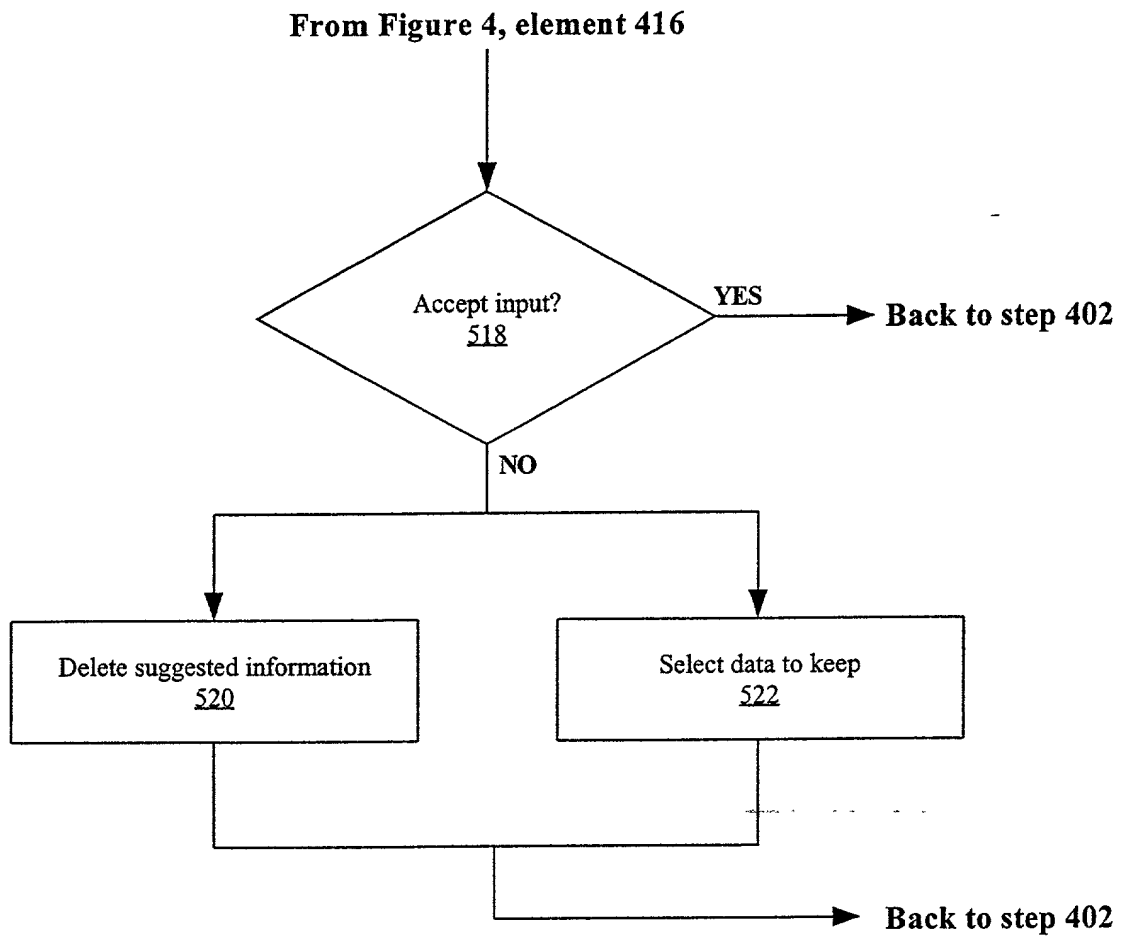 From Figure 4, element 416
Accept input?
518
YES
Back to step 402
NO
Delete suggested information
520
Select data to keep
522
Back to step 402